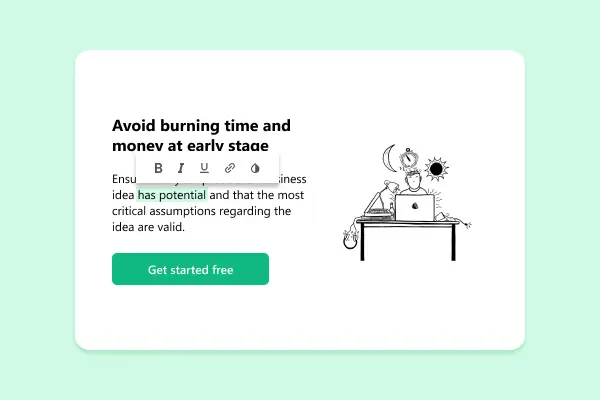 Avoid burning time and
money at early stage
B I U
Ensu siness
idea has potential and that the most
critical assumptions regarding the
idea are valid.
Get started free